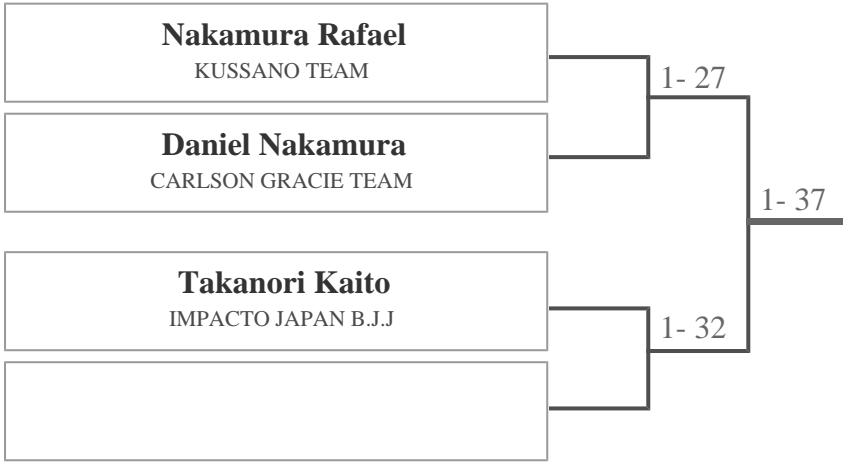 Nakamura Rafael
KUSSANO TEAM
1- 27
Daniel Nakamura
CARLSON GRACIE TEAM
1- 37
Takanori Kaito
IMPACTO JAPAN B.J.J
1- 32